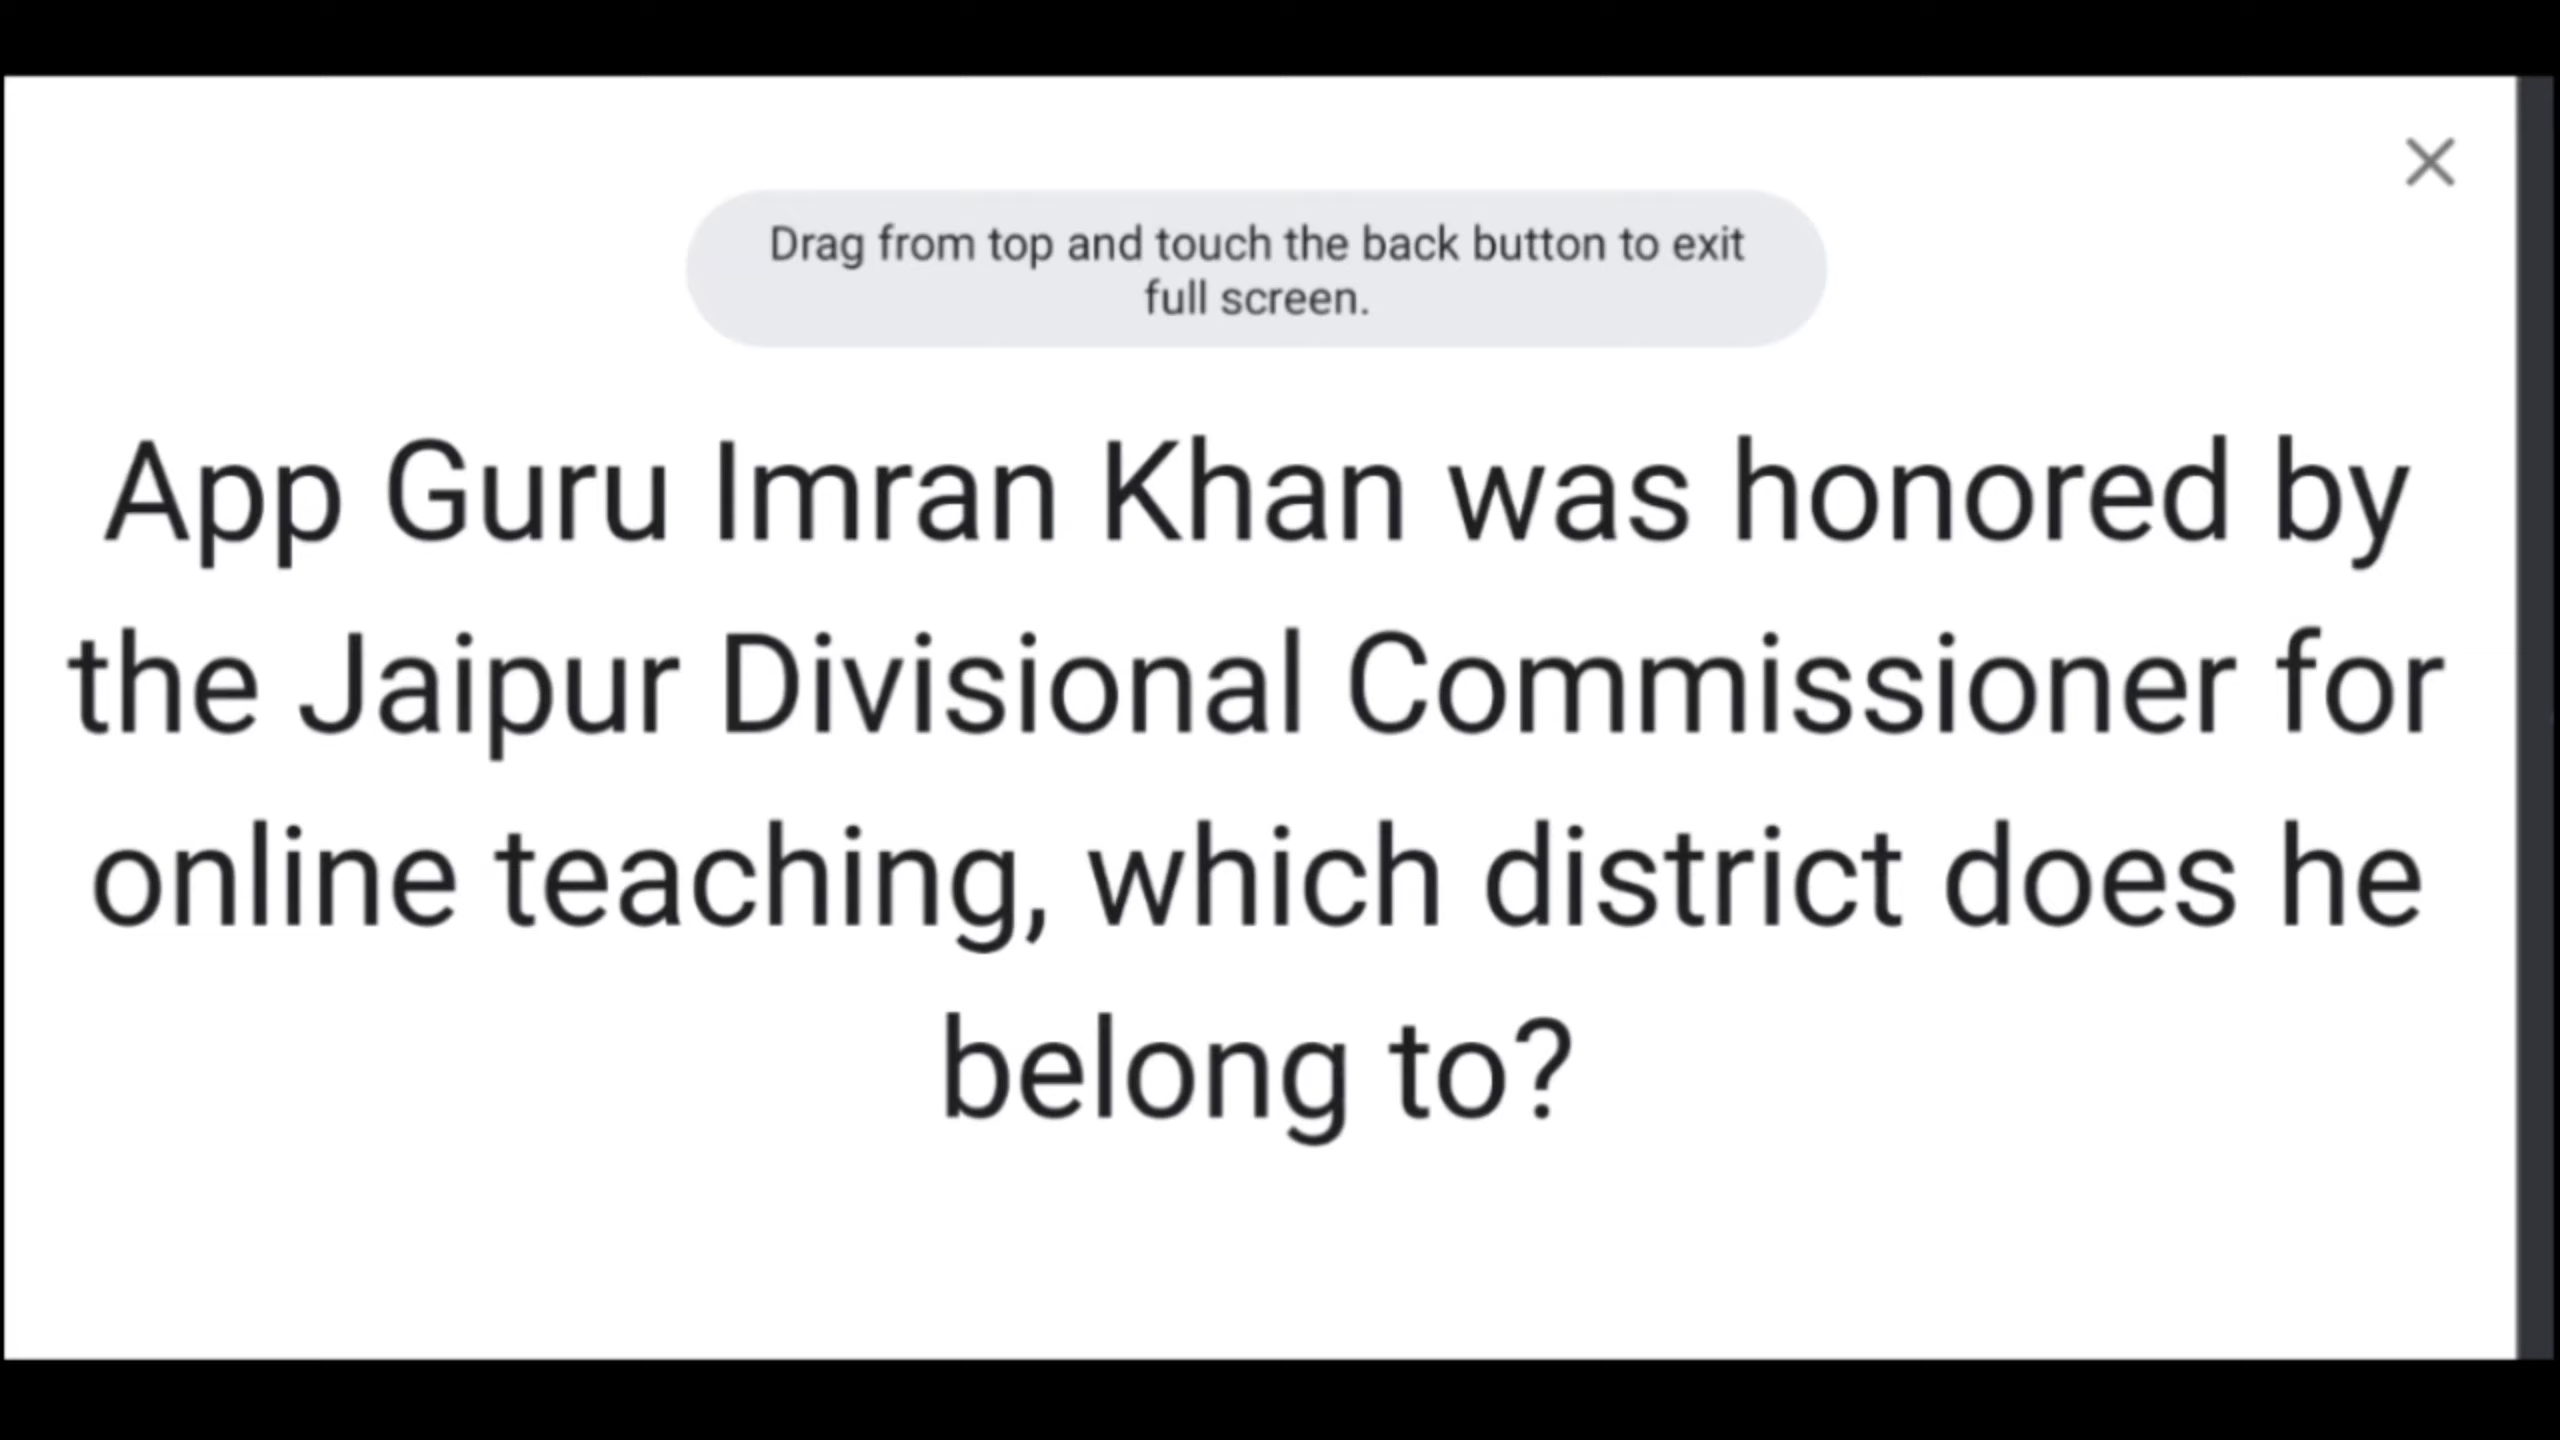 Drag from top and touch the back button to exit
full screen.
App Guru Imran Khan was honored by
the Jaipur Divisional Commissioner for
online teaching, which district does he
belong to?